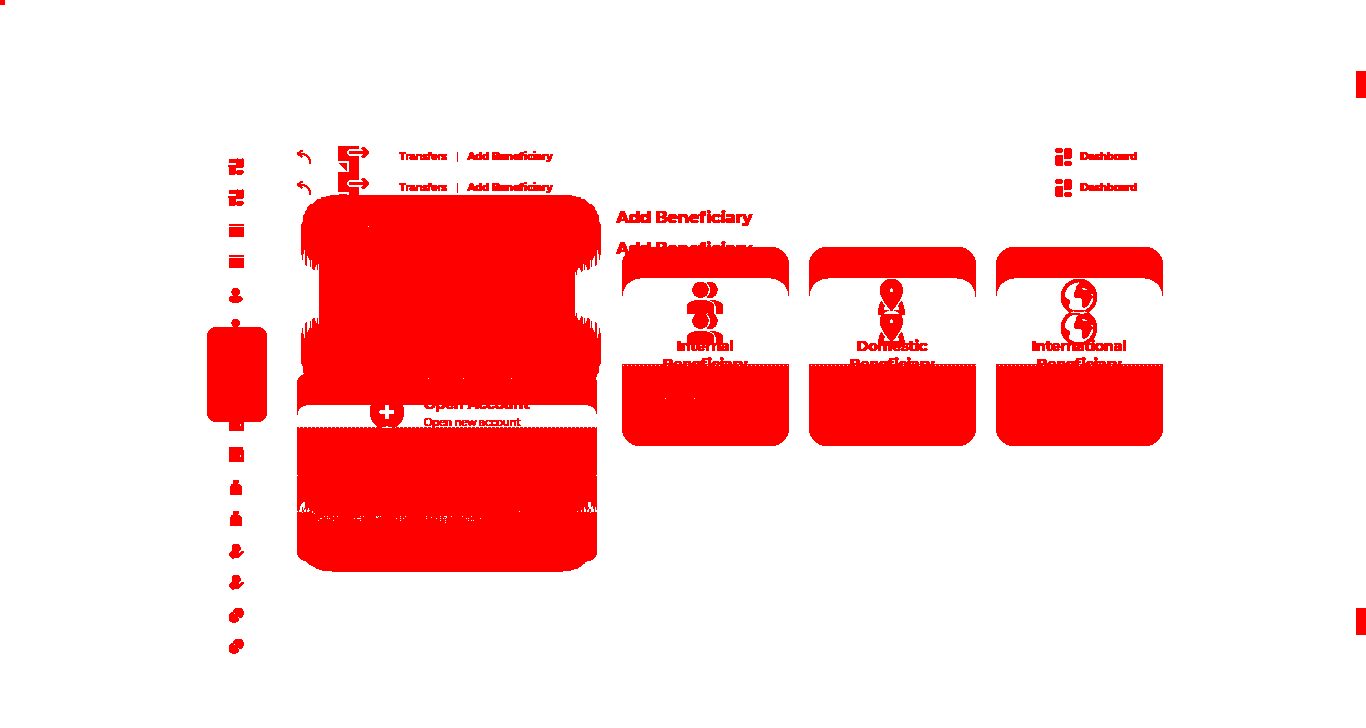 Transfers | Add Beneficiary
Dashboard
Transfers | Add Beneficiary
Dashboard
Add Beneficiary
Add Beneficiary
Internal
Beneficiary
Domestic
Beneficiary
International
Beneficiary
Open Account
Open new account